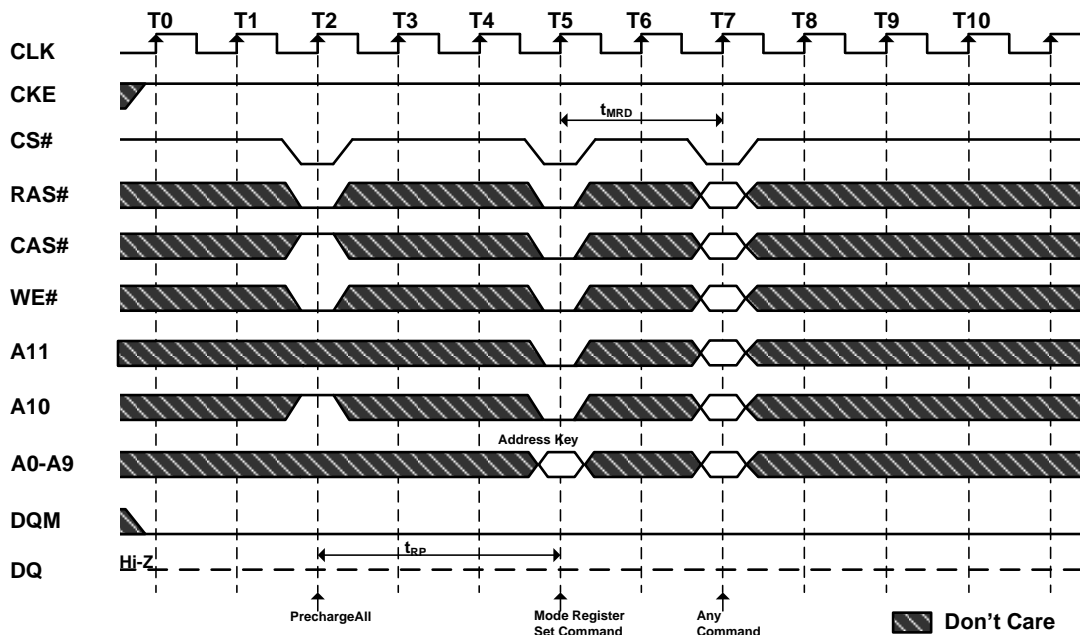 T0 T1 T2 T3 T4 T5 T6 T7 T8 T9 T10
CLK
CKE
tMRD
CS#
RAS#
CAS#
WE#
A11
A10
Address Key
A0-A9
DQM
tRP
Hi-Z
DQ
PrechargeAll
Mode Register
Set Command
Any
Command
Don't Care